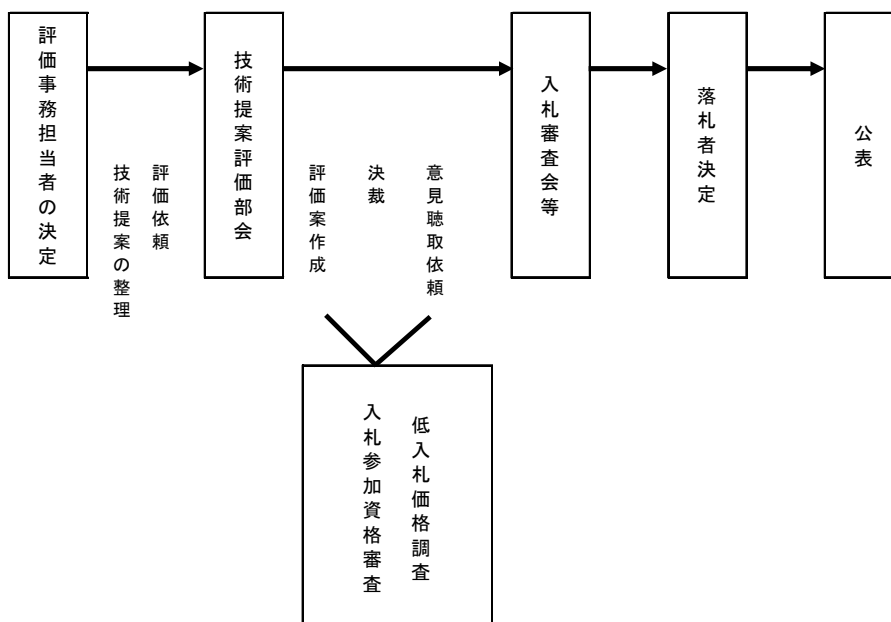 評価事務担当者の決定
技術提案の整理
評価依頼
技術提案評価部会
評価案作成
決裁
意見聴取依頼
入札審査会等
落札者決定
公表
入札参加資格審査
低入札価格調査